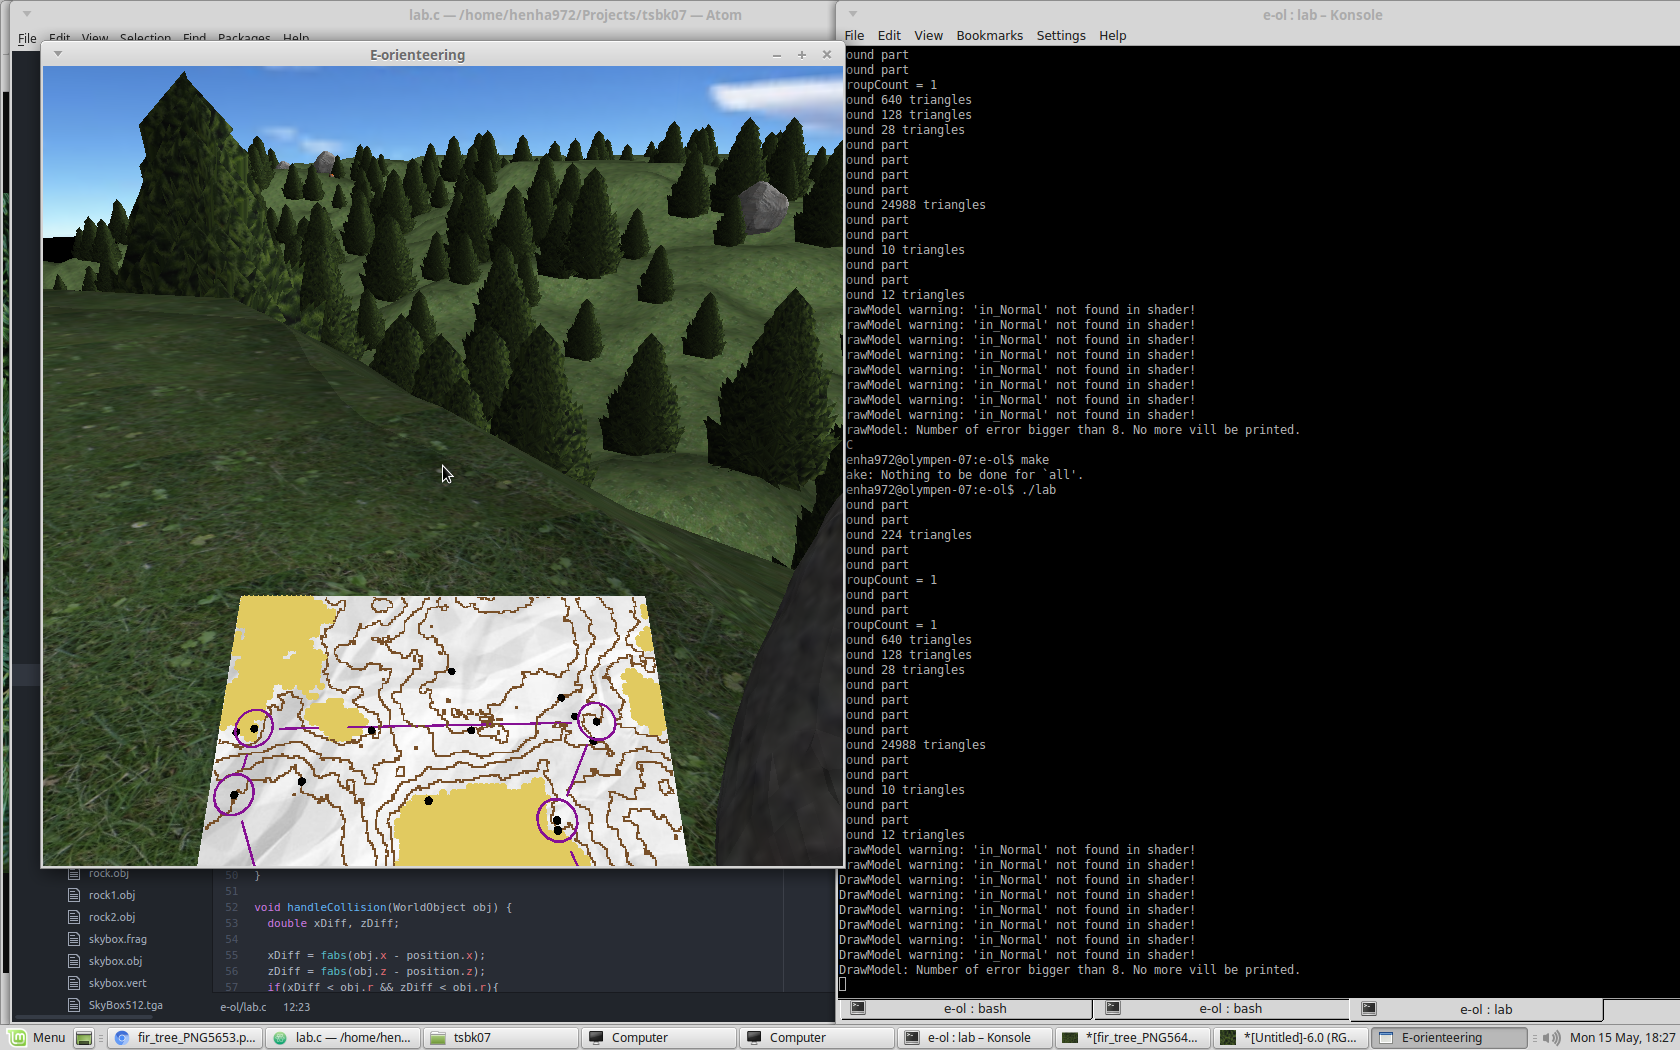 lab.c — /home/henha972/Projects/tsbk07 — Atom
File Edit View Selection Find Packages Help
E-orienteering
rock.obj
rock1.obj
rock2.obj
skybox.frag
skybox.obj
skybox.vert
SkyBox512.tga
50 }
51
52 void handleCollision(WorldObject obj) {
53 double xDiff, zDiff;
54
55 xDiff = fabs(obj.x - position.x);
56 zDiff = fabs(obj.z - position.z);
57 if(xDiff < obj.r && zDiff < obj.r){
e-ol/lab.c 12:23
e-ol : lab – Konsole
File Edit View Bookmarks Settings Help
ound part
ound part
roupCount = 1
ound 640 triangles
ound 128 triangles
ound 28 triangles
ound part
ound part
ound part
ound part
ound 24988 triangles
ound part
ound part
ound 10 triangles
ound part
ound part
ound 12 triangles
rawModel warning: 'in_Normal' not found in shader!
rawModel warning: 'in_Normal' not found in shader!
rawModel warning: 'in_Normal' not found in shader!
rawModel warning: 'in_Normal' not found in shader!
rawModel warning: 'in_Normal' not found in shader!
rawModel warning: 'in_Normal' not found in shader!
rawModel warning: 'in_Normal' not found in shader!
rawModel warning: 'in_Normal' not found in shader!
rawModel: Number of error bigger than 8. No more vill be printed.
C
enha972@olympen-07:e-ol$ make
ake: Nothing to be done for `all'.
enha972@olympen-07:e-ol$ ./lab
ound part
ound part
ound 224 triangles
ound part
ound part
roupCount = 1
ound part
ound part
roupCount = 1
ound 640 triangles
ound 128 triangles
ound 28 triangles
ound part
ound part
ound part
ound part
ound 24988 triangles
ound part
ound part
ound 10 triangles
ound part
ound part
ound 12 triangles
rawModel warning: 'in_Normal' not found in shader!
rawModel warning: 'in_Normal' not found in shader!
DrawModel warning: 'in_Normal' not found in shader!
DrawModel warning: 'in_Normal' not found in shader!
DrawModel warning: 'in_Normal' not found in shader!
DrawModel warning: 'in_Normal' not found in shader!
DrawModel warning: 'in_Normal' not found in shader!
DrawModel warning: 'in_Normal' not found in shader!
DrawModel: Number of error bigger than 8. No more vill be printed.
e-ol : bash e-ol : bash e-ol : lab
Menu fir_tree_PNG5653.p... lab.c — /home/hen... tsbk07 Computer Computer e-ol : lab – Konsole *[fir_tree_PNG564... *[Untitled]-6.0 (RG... E-orienteering Mon 15 May, 18:27